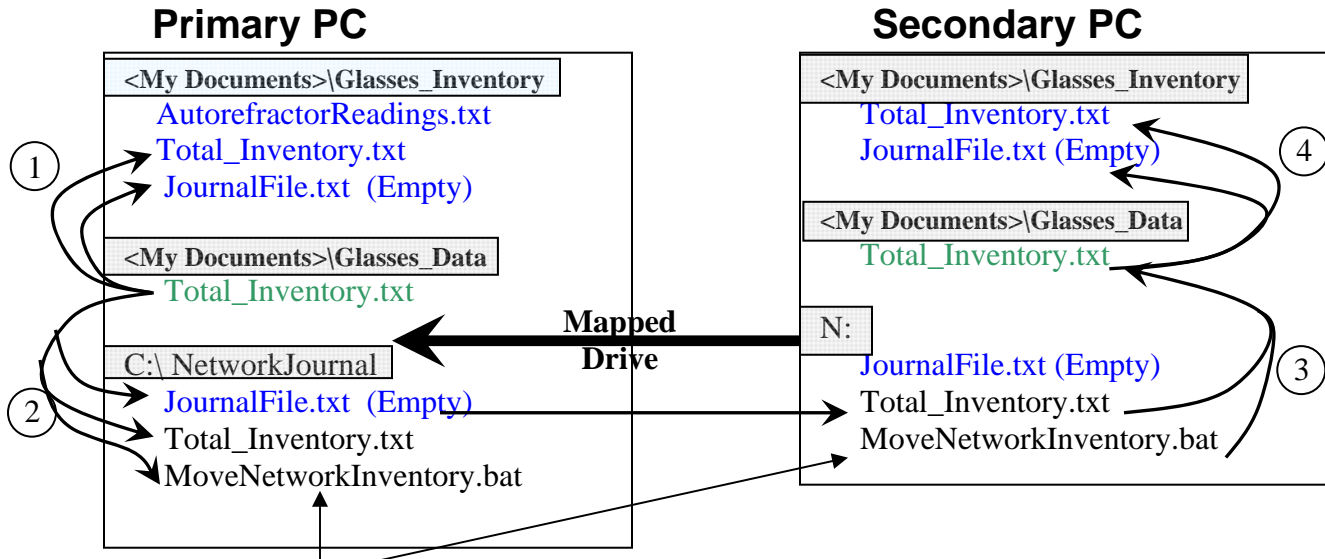 Primary PC
<My Documents>\Glasses_Inventory
AutorefractorReadings.txt
Total_Inventory.txt
JournalFile.txt (Empty)
1
<My Documents>\Glasses_Data
Total_Inventory.txt
C:\ NetworkJournal
JournalFile.txt (Empty)
Total_Inventory.txt
MoveNetworkInventory.bat
2
Mapped
Drive
Secondary PC
<My Documents>\Glasses_Inventory
Total_Inventory.txt
JournalFile.txt (Empty)
4
<My Documents>\Glasses_Data
Total_Inventory.txt
N:
JournalFile.txt (Empty)
Total_Inventory.txt
MoveNetworkInventory.bat
3